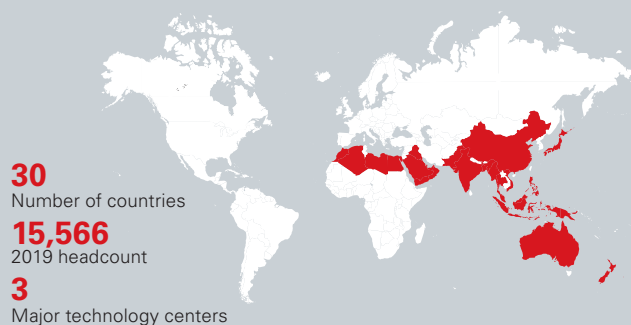 30
Number of countries
15,566
2019 headcount
3
Major technology centers